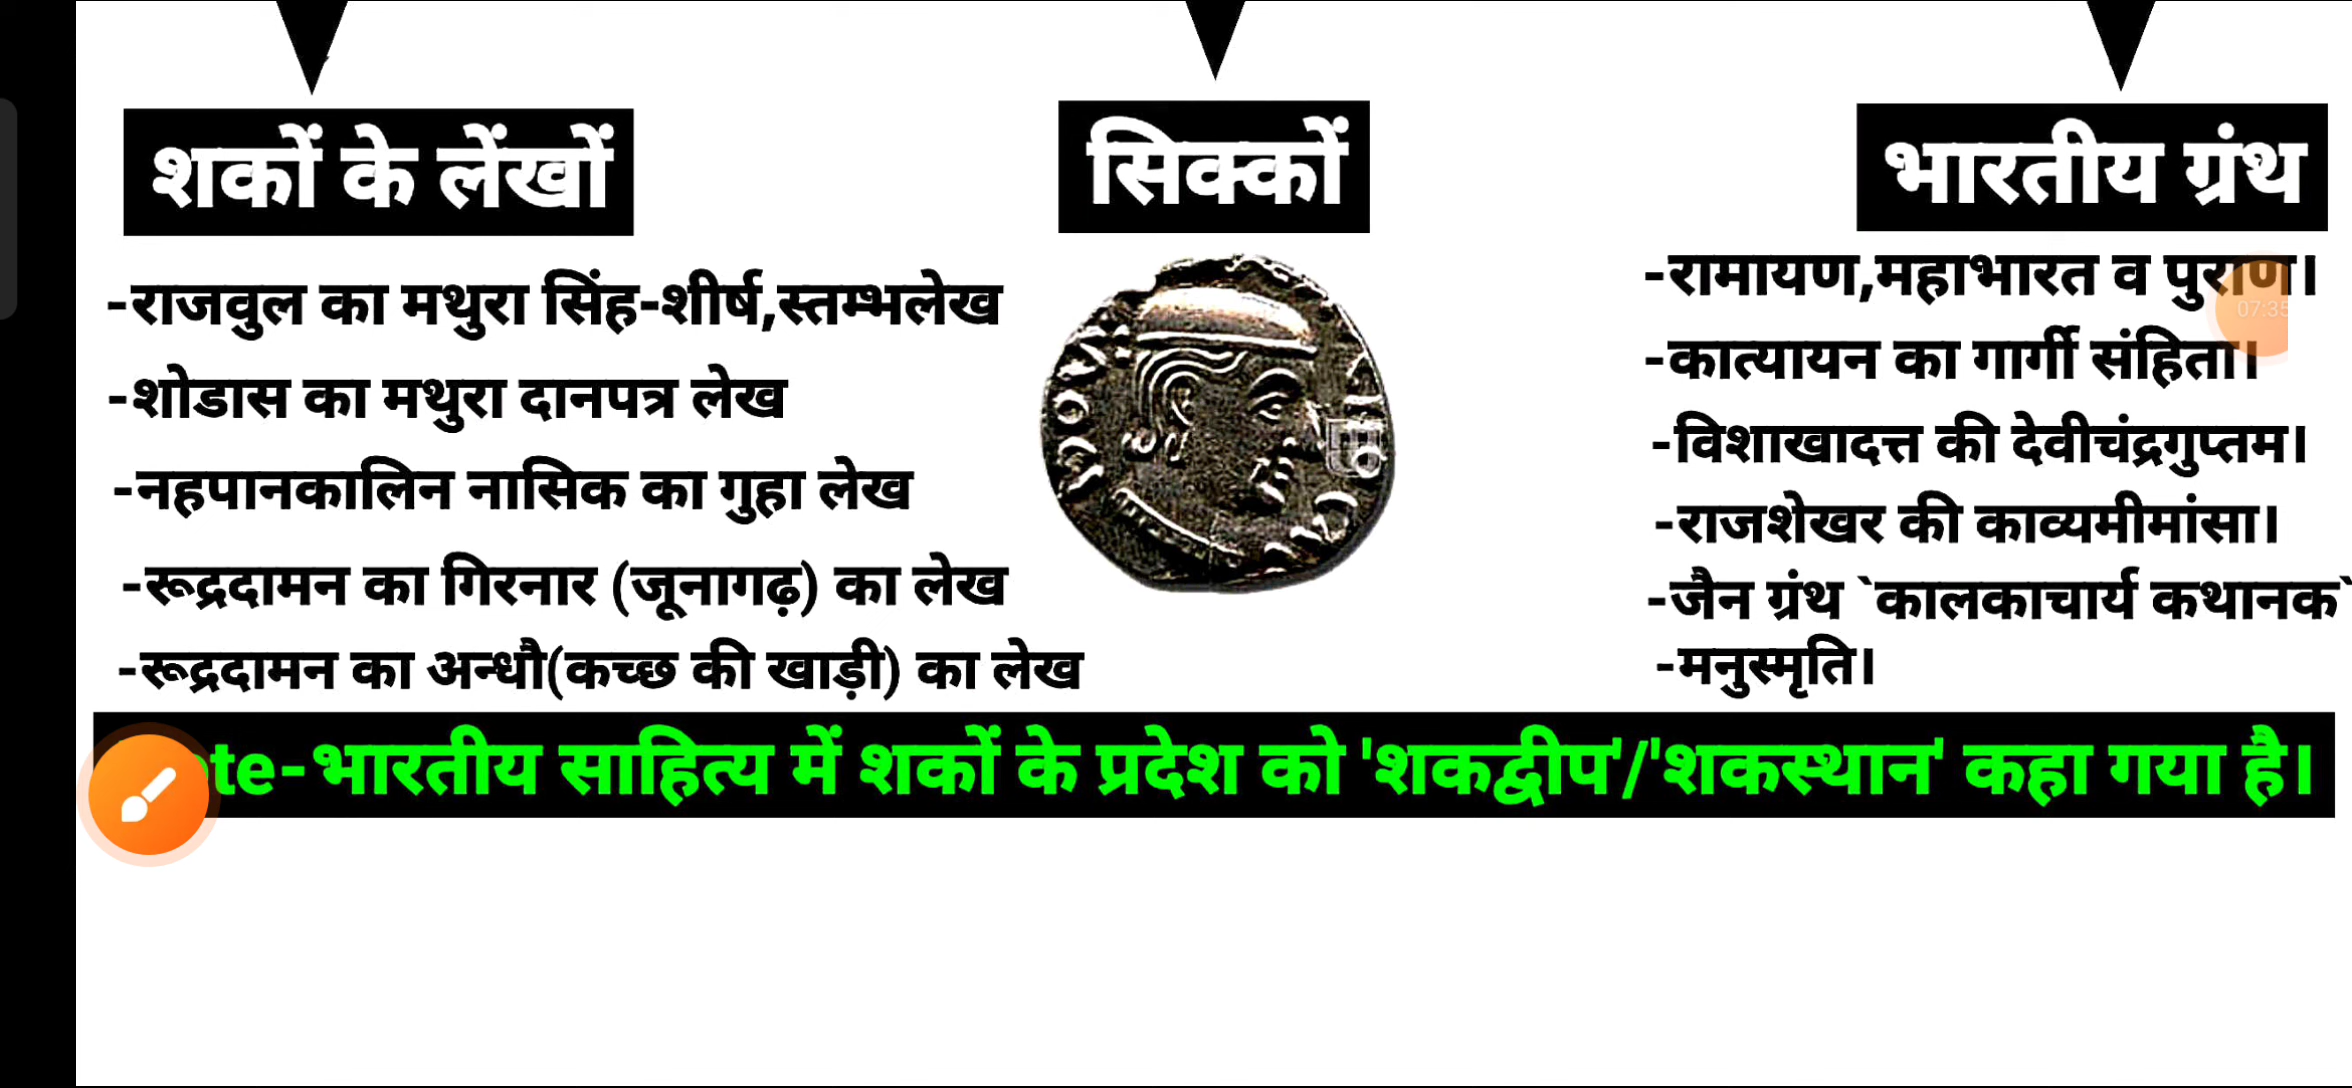 शकों के लेंखों
-राजवुल का मथुरा सिंह-शीर्ष,स्तम्भलेख
-शोडास का मथुरा दानपत्र लेख
-नहपानकालिन नासिक का गुहा लेख
-रूद्रदामन का गिरनार (जूनागढ़) का लेख
-रूद्रदामन का अन्धौ(कच्छ की खाड़ी) का लेख
सिक्कों
भारतीय ग्रंथ
-रामायण,महाभारत व पुराण।
07:35
-कात्यायन का गार्गी संहिता।
-विशाखादत्त की देवीचंद्रगुप्तम।
-राजशेखर की काव्यमीमांसा।
-जैन ग्रंथ `कालकाचार्य कथानक`
-मनुस्मृति।
te-भारतीय साहित्य में शकों के प्रदेश को 'शकद्वीप'/'शकस्थान' कहा गया है।